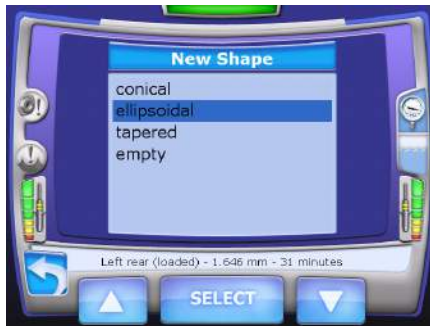 New Shape
conical
ellipsoidal
tapered
empty
Left rear (loaded) - 1.646 mm - 31 minutes
SELECT